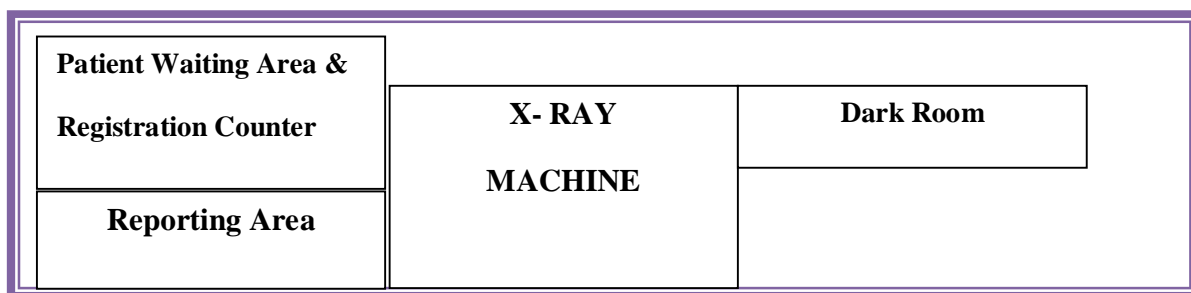 Patient Waiting Area &
Registration Counter
X- RAY
MACHINE
Dark Room
Reporting Area